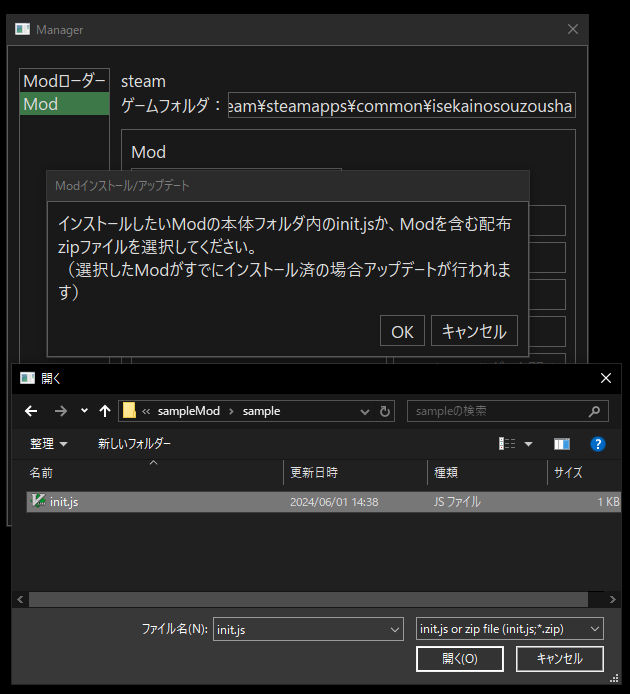 Manager
Modローダー
Mod
steam
ゲームフォルダ：
eam¥steamapps¥common¥isekainosouzousha
Mod
Modインストール/アップデート
インストールしたいModの本体フォルダ内のinit.jsか、Modを含む配布
zipファイルを選択してください。
（選択したModがすでにインストール済の場合アップデートが行われま
す）
OK キャンセル
開く
« sampleMod › sample
sampleの検索
整理 新しいフォルダー
名前 更新日時 種類 サイズ
init.js 2024/06/01 14:38 JS ファイル 1 KB
ファイル名(N): init.js init.js or zip file (init.js;*.zip)
開く(O) キャンセル